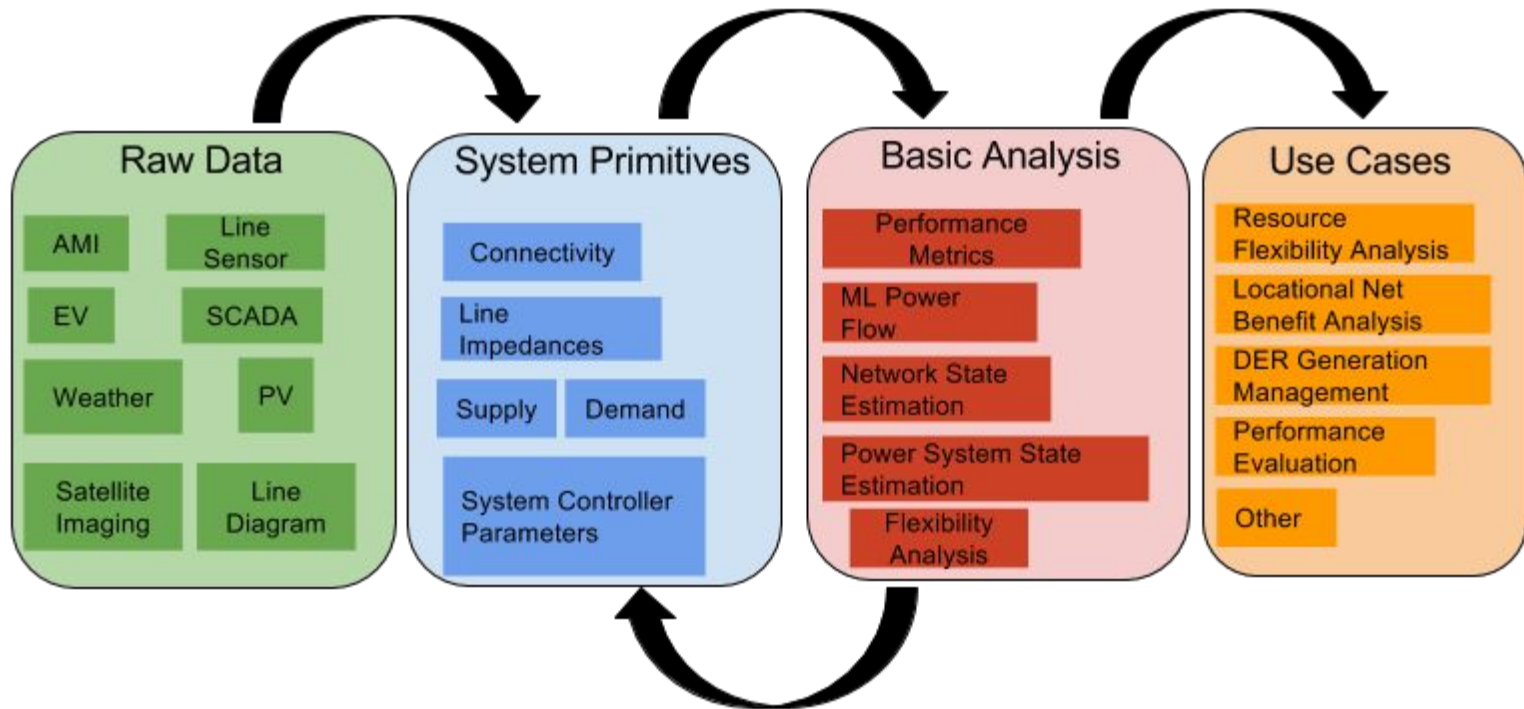 Raw Data
AMI
Line
Sensor
EV
SCADA
Weather
PV
Satellite
Imaging
Line
Diagram
System Primitives
Connectivity
Line
Impedances
Supply
Demand
System Controller
Parameters
Basic Analysis
Performance
Metrics
ML Power
Flow
Network State
Estimation
Power System State
Estimation
Flexibility
Analysis
Use Cases
Resource
Flexibility Analysis
Locational Net
Benefit Analysis
DER Generation
Management
Performance
Evaluation
Other